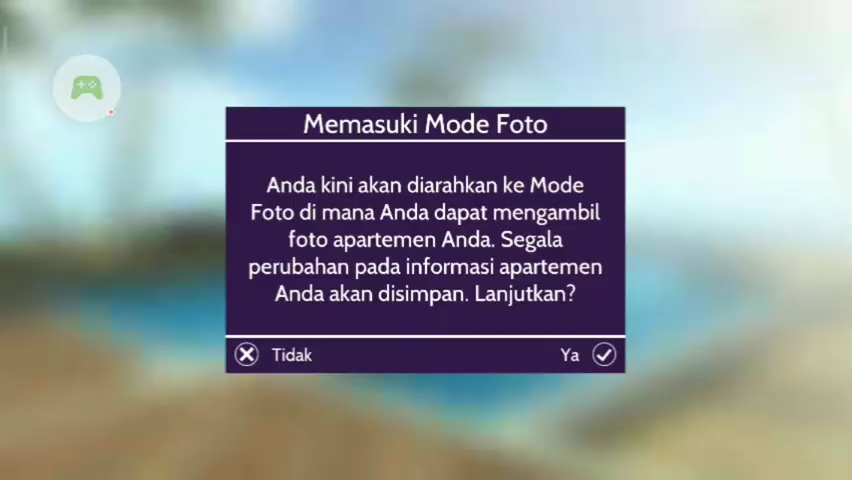 Memasuki Mode Foto
Anda kini akan diarahkan ke Mode
Foto di mana Anda dapat mengambil
foto apartemen Anda. Segala
perubahan pada informasi apartemen
Anda akan disimpan. Lanjutkan?
Tidak
Ya